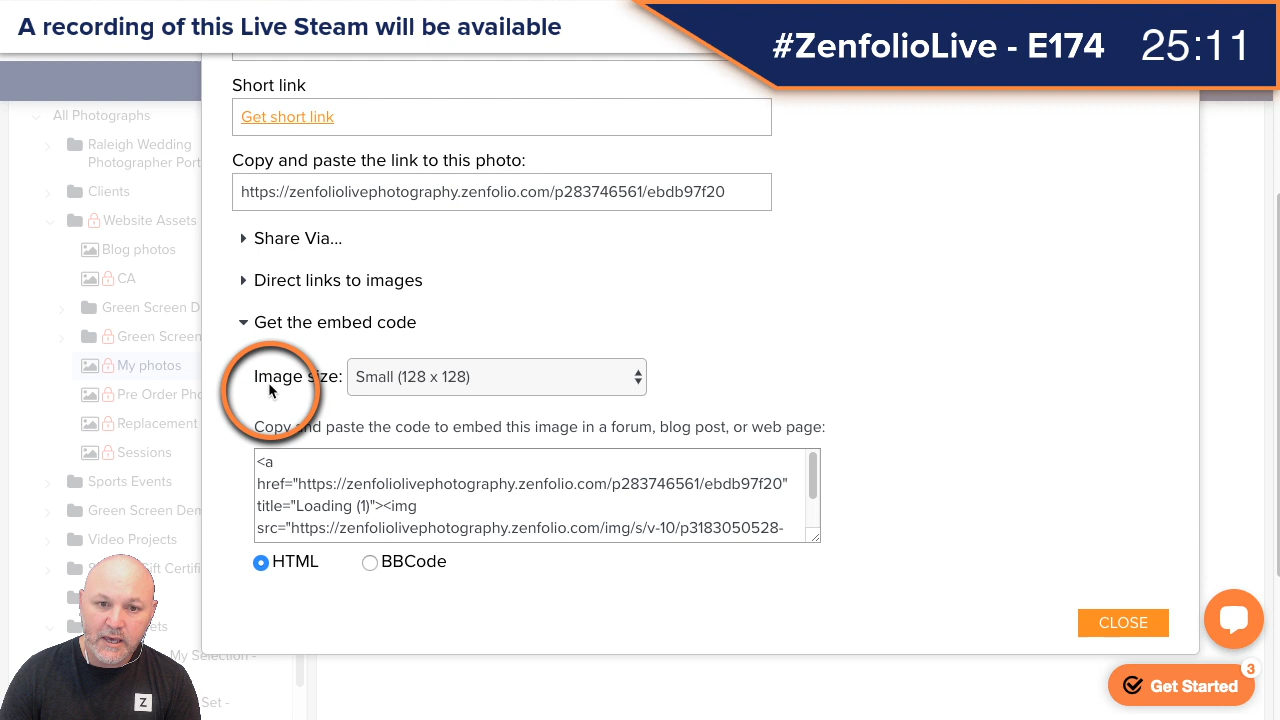 A recording of this Live Steam will be available
#ZenfolioLive - E174
25:11
All Photographs
Raleigh Wedding
Photographer Port
Clients
Website Assets
Blog photos
CA
Green Screen D
Green Screen
My photos
Pre Order Pho
Replacement
Sessions
Sports Events
Green Screen Dem
Video Projects
ift Certifi
ets
My Selection -
Set -
Short link
Get short link
Copy and paste the link to this photo:
https://zenfoliolivephotography.zenfolio.com/p283746561/ebdb97f20
Share Via...
Direct links to images
Get the embed code
Image size: Small (128 x 128)
Copy and paste the code to embed this image in a forum, blog post, or web page:
<a
href="https://zenfoliolivephotography.zenfolio.com/p283746561/ebdb97f20"
title="Loading (1)"><img
src="https://zenfoliolivephotography.zenfolio.com/img/s/v-10/p3183050528-
HTML BBCode
CLOSE
3
Get Started
Z